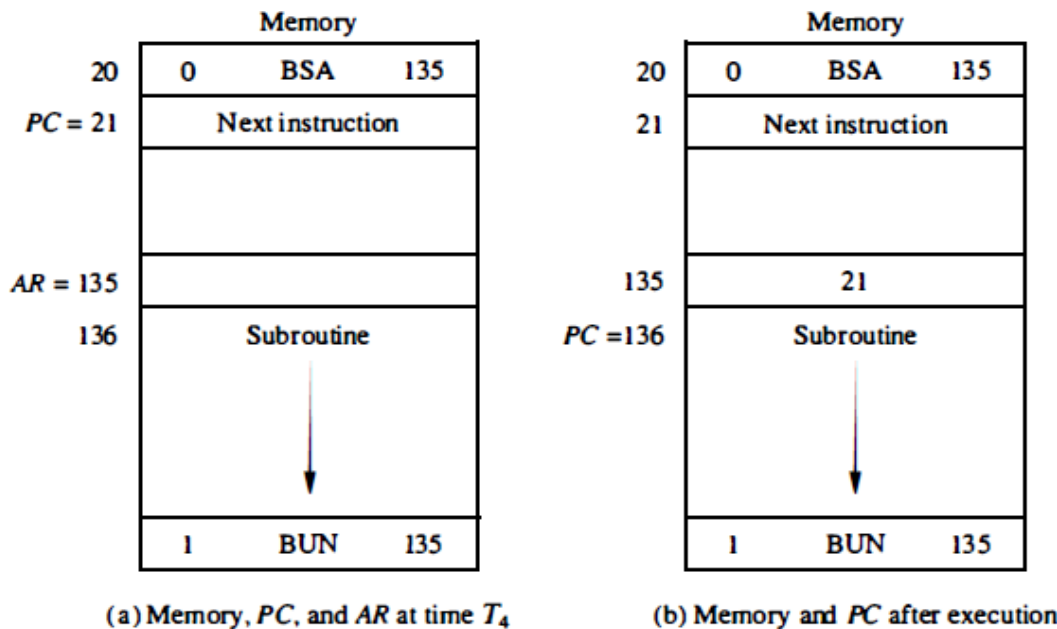 Memory
20 0 BSA 135
PC = 21 Next instruction
AR = 135
136 Subroutine
1 BUN 135
(a) Memory, PC, and AR at time T4
Memory
20 0 BSA 135
21 Next instruction
135 21
PC =136 Subroutine
1 BUN 135
(b) Memory and PC after execution